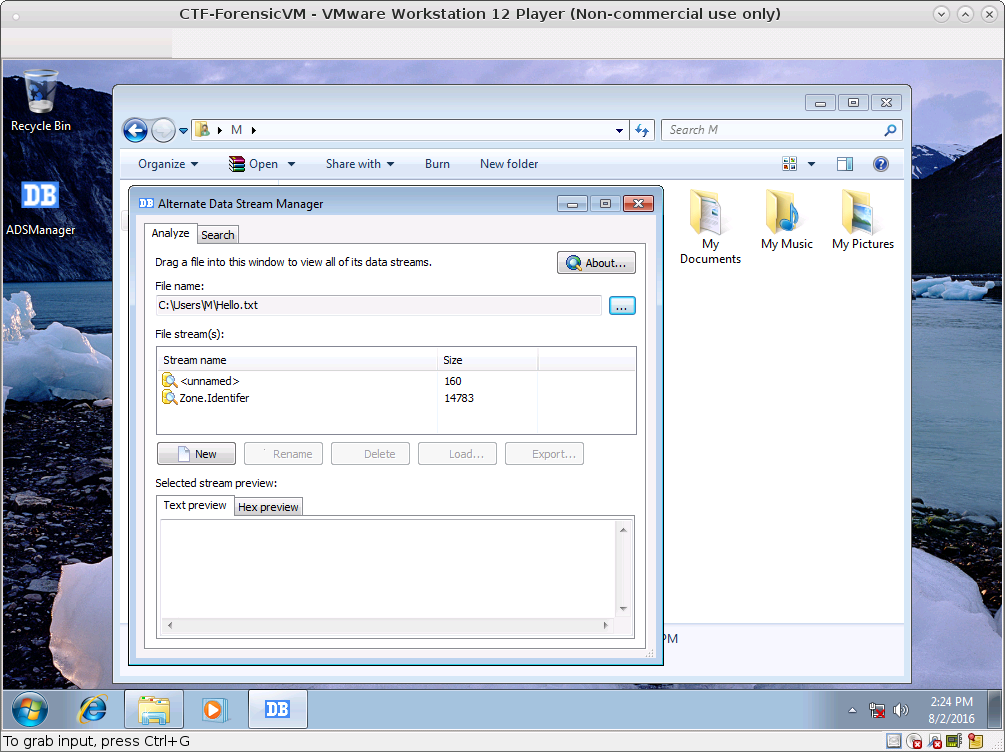 CTF-ForensicVM - VMware Workstation 12 Player (Non-commercial use only)
Recycle Bin
DB
ADSManager
M
Search M
Organize
Open
Share with
Burn
New folder
My Documents
My Music
My Pictures
DB Alternate Data Stream Manager
Analyze
Search
Drag a file into this window to view all of its data streams.
About...
File name:
C:\Users\M\Hello.txt
...
File stream(s):
Stream name Size
<unnamed> 160
Zone.Identifer 14783
New
Rename
Delete
Load...
Export...
Selected stream preview:
Text preview
Hex preview
PM
DB
2:24 PM
8/2/2016
To grab input, press Ctrl+G